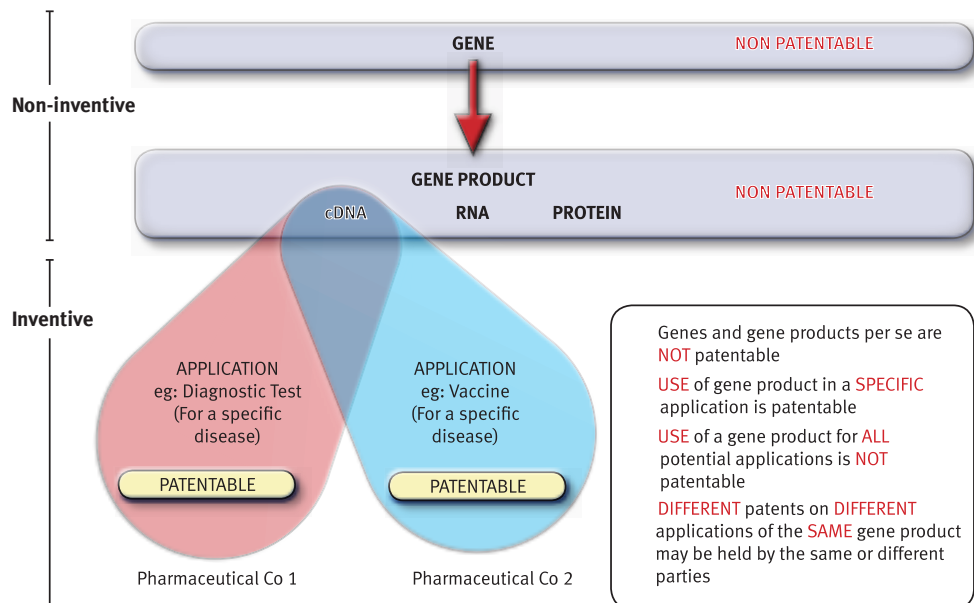 GENE
NON PATENTABLE
Non-inventive
GENE PRODUCT
NON PATENTABLE
cDNA
RNA
PROTEIN
Inventive
APPLICATION
eg: Diagnostic Test
(For a specific
disease)
PATENTABLE
Pharmaceutical Co 1
APPLICATION
eg: Vaccine
(For a specific
disease)
PATENTABLE
Pharmaceutical Co 2
Genes and gene products per se are
NOT patentable
USE of gene product in a SPECIFIC
application is patentable
USE of a gene product for ALL
potential applications is NOT
patentable
DIFFERENT patents on DIFFERENT
applications of the SAME gene product
may be held by the same or different
parties